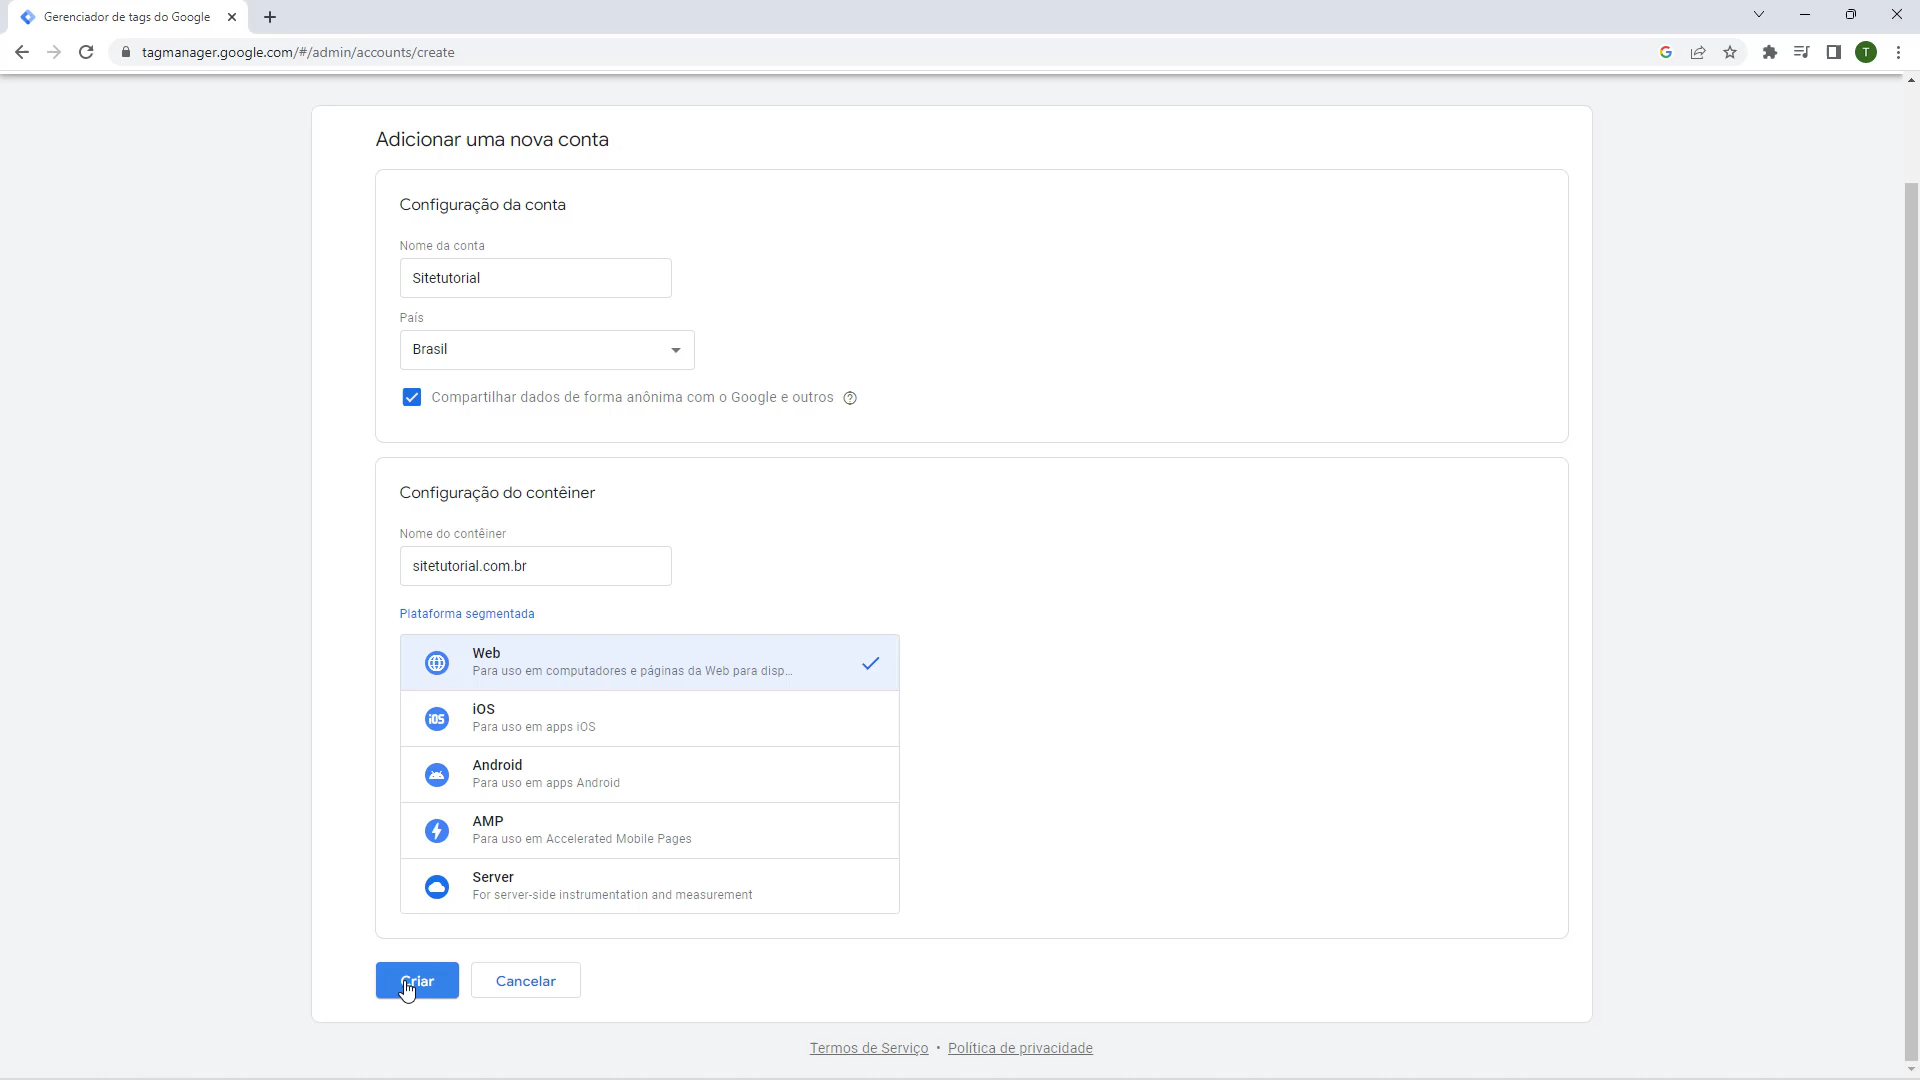 Gerenciador de tags do Google
tagmanager.google.com/#/admin/accounts/create
T
Adicionar uma nova conta
Configuração da conta
Nome da conta
Sitetutorial
País
Brasil
Compartilhar dados de forma anônima com o Google e outros
Configuração do contêiner
Nome do contêiner
sitetutorial.com.br
Plataforma segmentada
Web
Para uso em computadores e páginas da Web para disp...
iOS
iOS
Para uso em apps iOS
Android
Para uso em apps Android
AMP
Para uso em Accelerated Mobile Pages
Server
For server-side instrumentation and measurement
Criar Cancelar
Termos de Serviço • Política de privacidade